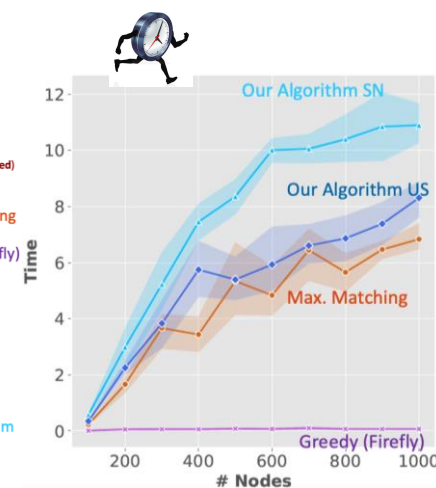 12
Our Algorithm SN
10
ed)
8
Our Algorithm US
ng
fly)
6
Time
Max. Matching
4
2
m
0
Greedy (Firefly)
200
400
600
800
1000
# Nodes